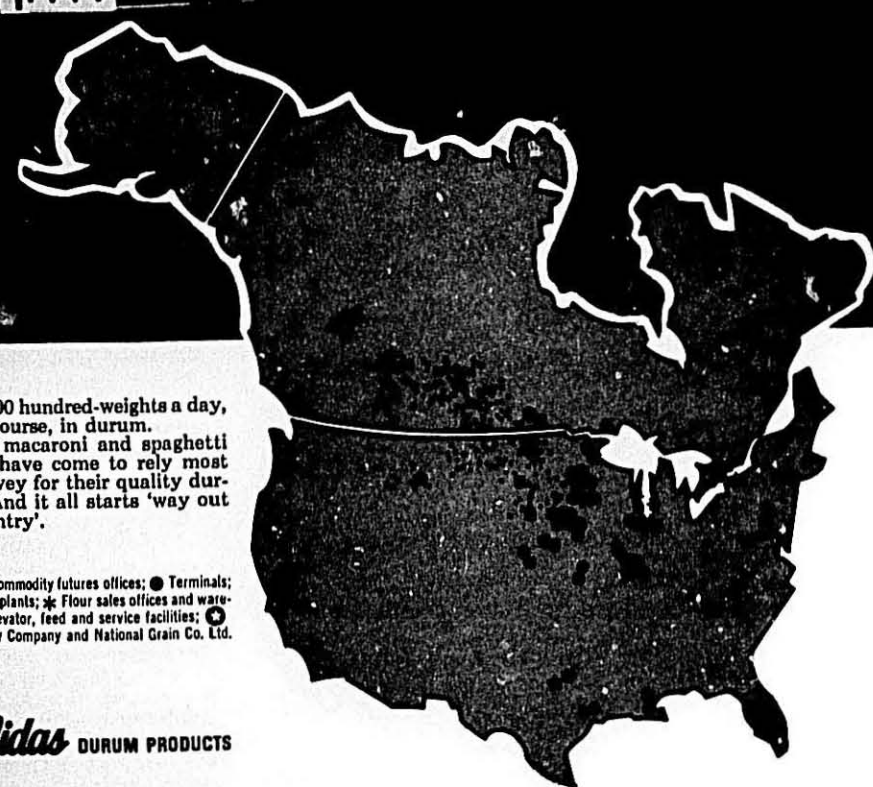 00 hundred-weights a day,
ourse, in durum.
macaroni and spaghetti
have come to rely most
vey for their quality dur-
And it all starts 'way out
ntry'.
ommodity futures offices; ● Terminals;
plants; ✱ Flour sales offices and ware-
evator, feed and service facilities; ✪
y Company and National Grain Co. Ltd.
idas DURUM PRODUCTS